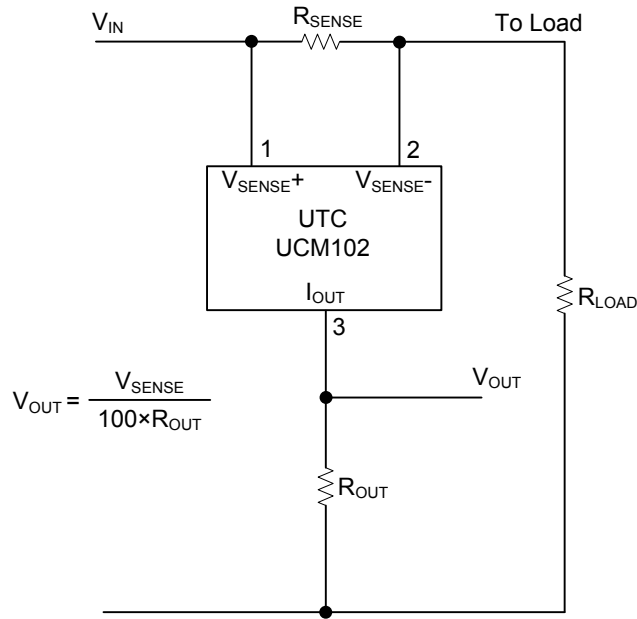 V_IN
R_SENSE
To Load
1
2
V_SENSE+
V_SENSE-
UTC
UCM102
I_OUT
R_LOAD
3
V_OUT
V_OUT = V_SENSE / 100×R_OUT
R_OUT